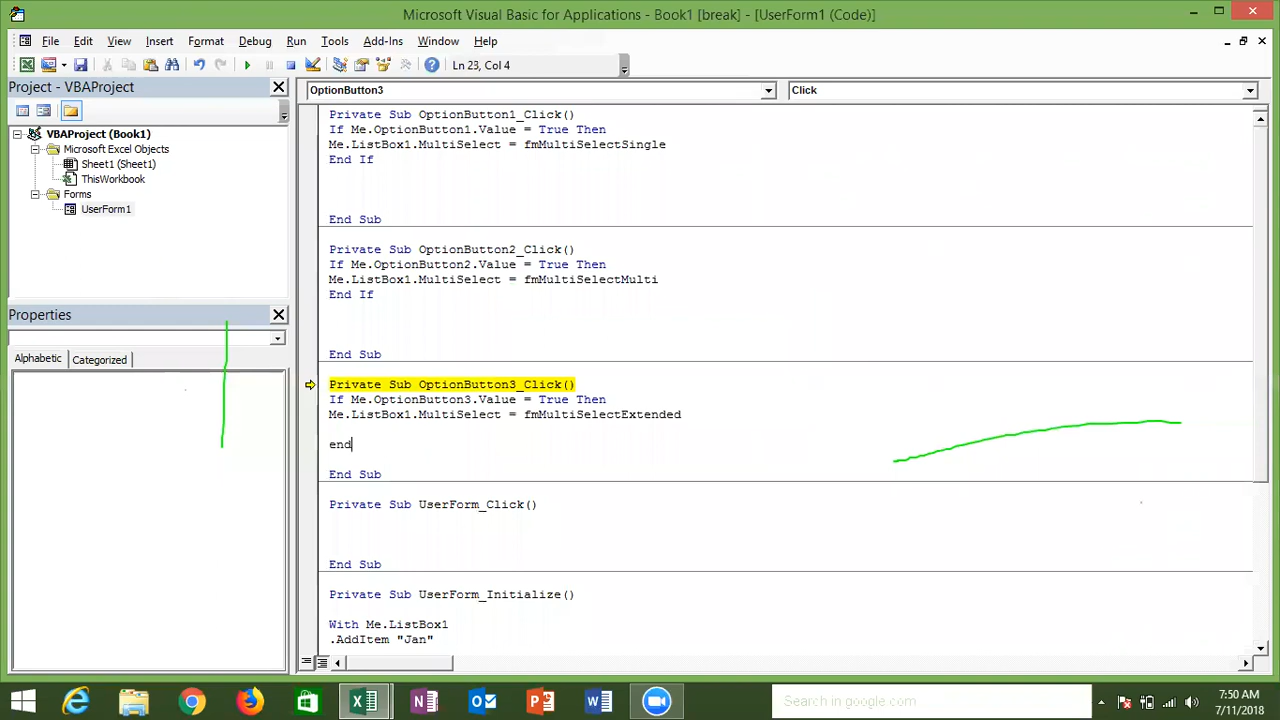 Microsoft Visual Basic for Applications - Book1 [break] - [UserForm1 (Code)]
File Edit View Insert Format Debug Run Tools Add-Ins Window Help
Ln 23, Col 4
Project - VBAProject
OptionButton3
Click
VBAProject (Book1)
Microsoft Excel Objects
Sheet1 (Sheet1)
ThisWorkbook
Forms
UserForm1
Properties
Alphabetic Categorized
Private Sub OptionButton1_Click()
If Me.OptionButton1.Value = True Then
Me.ListBox1.MultiSelect = fmMultiSelectSingle
End If
End Sub
Private Sub OptionButton2_Click()
If Me.OptionButton2.Value = True Then
Me.ListBox1.MultiSelect = fmMultiSelectMulti
End If
End Sub
Private Sub OptionButton3_Click()
If Me.OptionButton3.Value = True Then
Me.ListBox1.MultiSelect = fmMultiSelectExtended
end
End Sub
Private Sub UserForm_Click()
End Sub
Private Sub UserForm_Initialize()
With Me.ListBox1
.AddItem "Jan"
Search in google.com
7:50 AM
7/11/2018